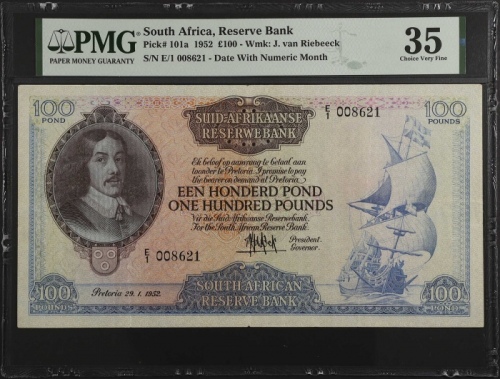 PMG
PAPER MONEY GUARANTY
South Africa, Reserve Bank
Pick# 101a 1952 £100 - Wmk: J. van Riebeeck
S/N E/1 008621 - Date With Numeric Month
35
Choice Very Fine
100
POND
SUID-AFRIKAANSE
RESERWEBANK
E/1 008621
100
POUNDS
Ek beloof op aanvraag te betaal aan
toonder te Pretoria. I promise to pay
the bearer on demand at Pretoria
EEN HONDERD POND
ONE HUNDRED POUNDS
Vir die Suid-Afrikaanse Reserwebank.
For the South African Reserve Bank.
President.
Governor.
E/1 008621
Pretoria 29. 1. 1952.
100
SOUTH AFRICAN
RESERVE BANK
100